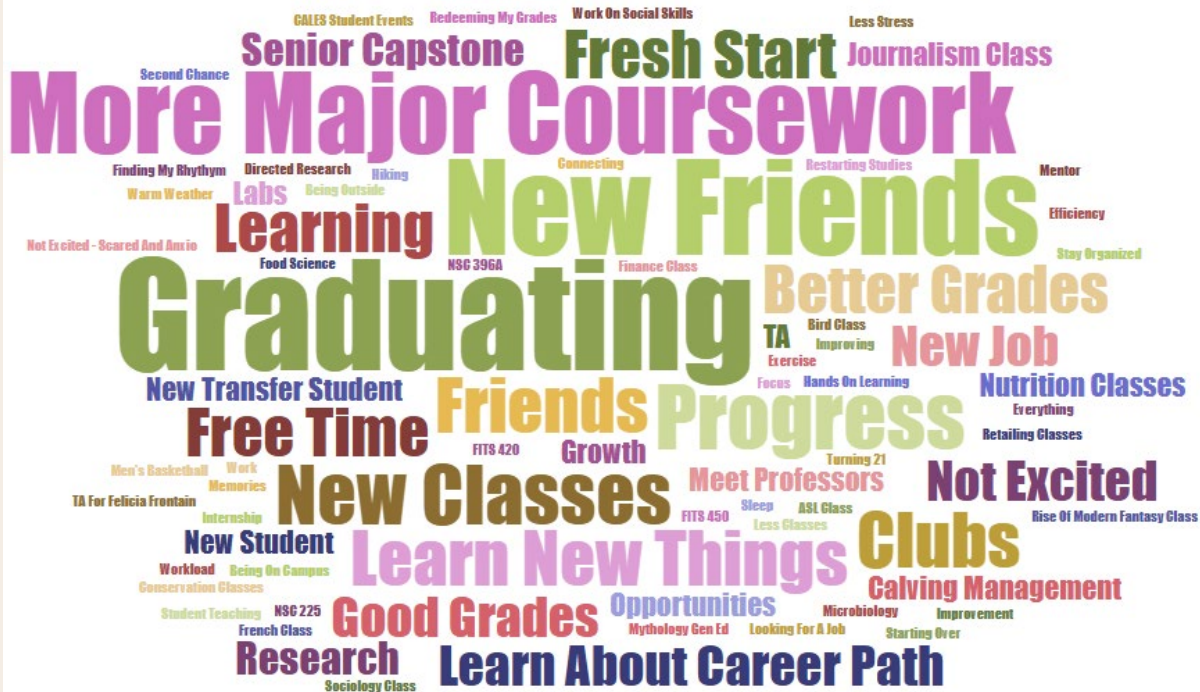 CALES Student Events
Redeeming My Grades
Work On Social Skills
Less Stress
Senior Capstone
Fresh Start
Journalism Class
Second Chance
More Major Coursework
Finding My Rhythym
Directed Research
Hiking
Connecting
Restarting Studies
Mentor
Warm Weather
Labs
Being Outside
New Friends
Learning
Efficiency
Not Excited - Scared And Anxio
Food Science
NSC 396A
Finance Class
Stay Organized
Graduating
Better Grades
TA
Bird Class
Improving
Exercise
New Job
New Transfer Student
Friends
Focus
Hands On Learning
Nutrition Classes
Progress
Everything
Free Time
FITS 420
Growth
Retailing Classes
Turning 21
Men's Basketball
Work
Memories
New Classes
Meet Professors
Not Excited
TA For Felicia Frontain
Internship
FITS 450
Sleep
ASL Class
Less Classes
Clubs
Rise Of Modern Fantasy Class
New Student
Learn New Things
Workload
Being On Campus
Conservation Classes
Calving Management
Student Teaching
NSC 225
Good Grades
Opportunities
Microbiology
Improvement
French Class
Mythology Gen Ed
Looking For A Job
Starting Over
Research
Learn About Career Path
Sociology Class